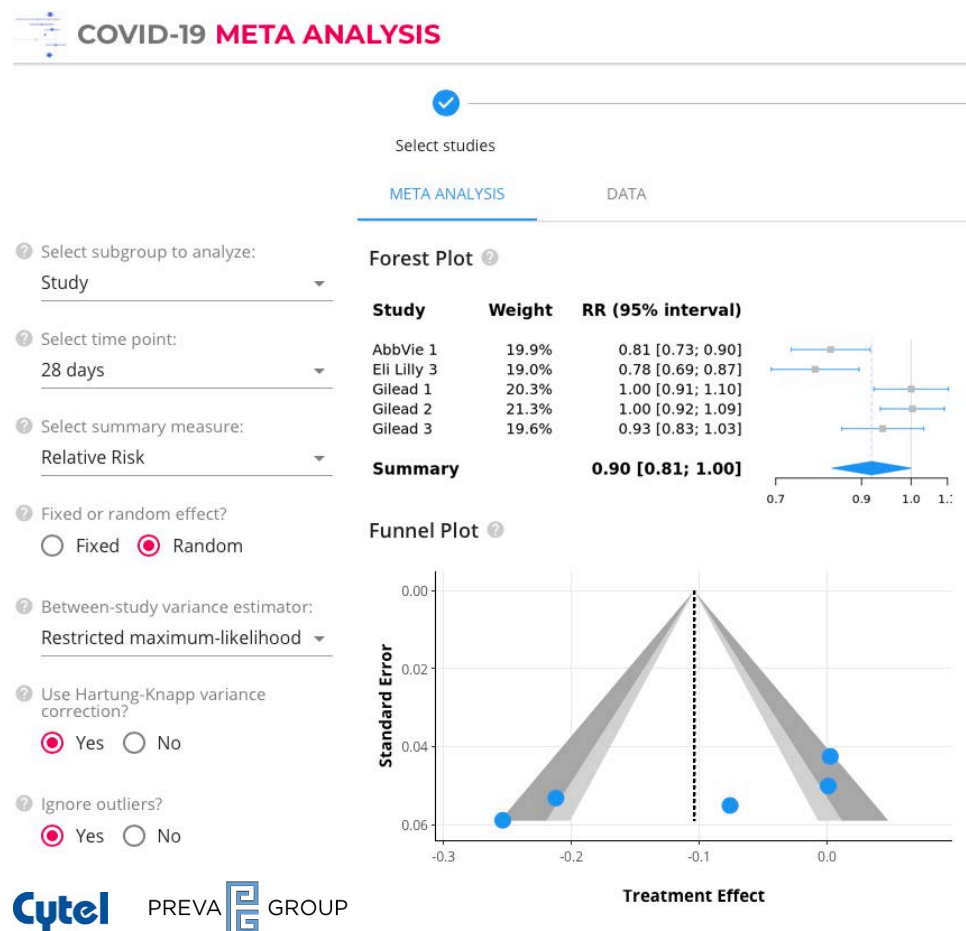 COVID-19 META ANALYSIS
Select studies
META ANALYSIS DATA
Select subgroup to analyze:
Study
Select time point:
28 days
Select summary measure:
Relative Risk
Fixed or random effect?
Fixed Random
Between-study variance estimator:
Restricted maximum-likelihood
Use Hartung-Knapp variance
correction?
Yes No
Ignore outliers?
Yes No
Forest Plot
Study Weight RR (95% interval)
AbbVie 1 19.9% 0.81 [0.73; 0.90]
Eli Lilly 3 19.0% 0.78 [0.69; 0.87]
Gilead 1 20.3% 1.00 [0.91; 1.10]
Gilead 2 21.3% 1.00 [0.92; 1.09]
Gilead 3 19.6% 0.93 [0.83; 1.03]
Summary 0.90 [0.81; 1.00]
0.7 0.9 1.0
Funnel Plot
Standard Error
0.00
0.02
0.04
0.06
-0.3 -0.2 -0.1 0.0
Treatment Effect
Cytel PREVA GROUP